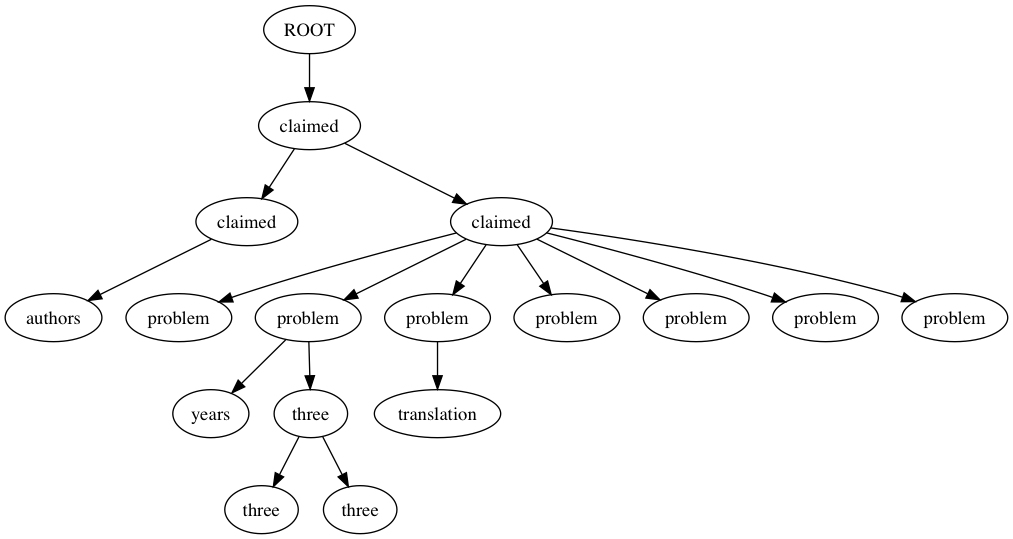 ROOT
claimed
claimed claimed
authors problem problem problem problem problem problem problem
years three translation
three three